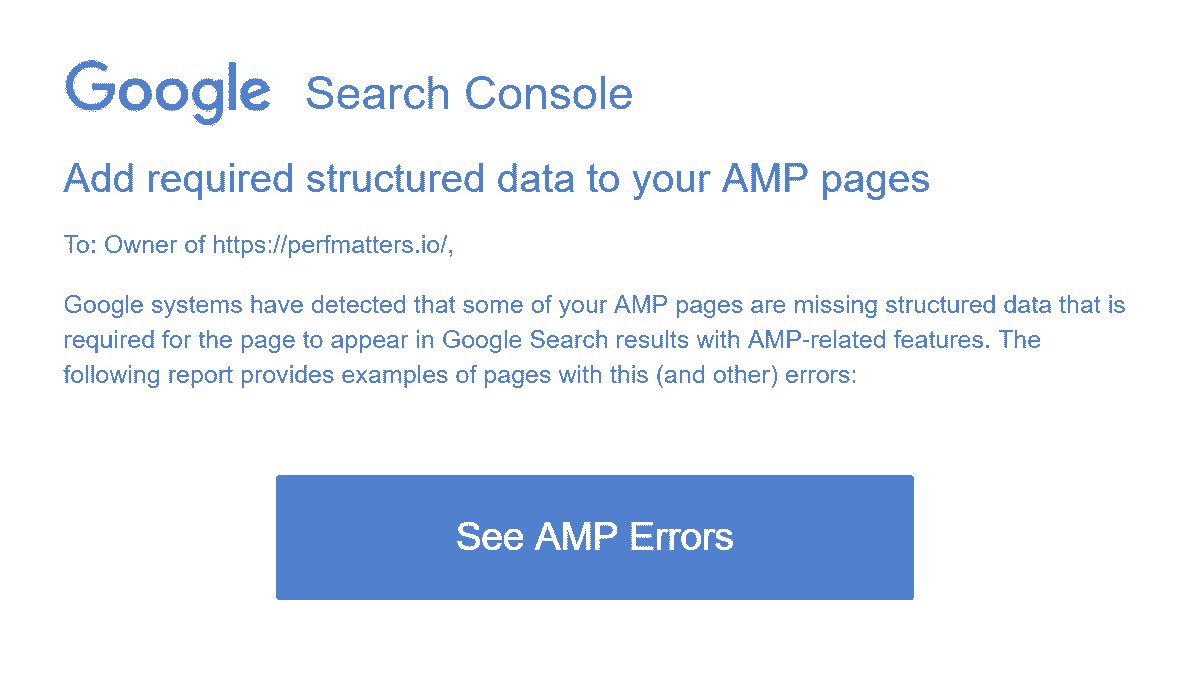 Google Search Console
Add required structured data to your AMP pages
To: Owner of https://perfmatters.io/,
Google systems have detected that some of your AMP pages are missing structured data that is
required for the page to appear in Google Search results with AMP-related features. The
following report provides examples of pages with this (and other) errors:
See AMP Errors